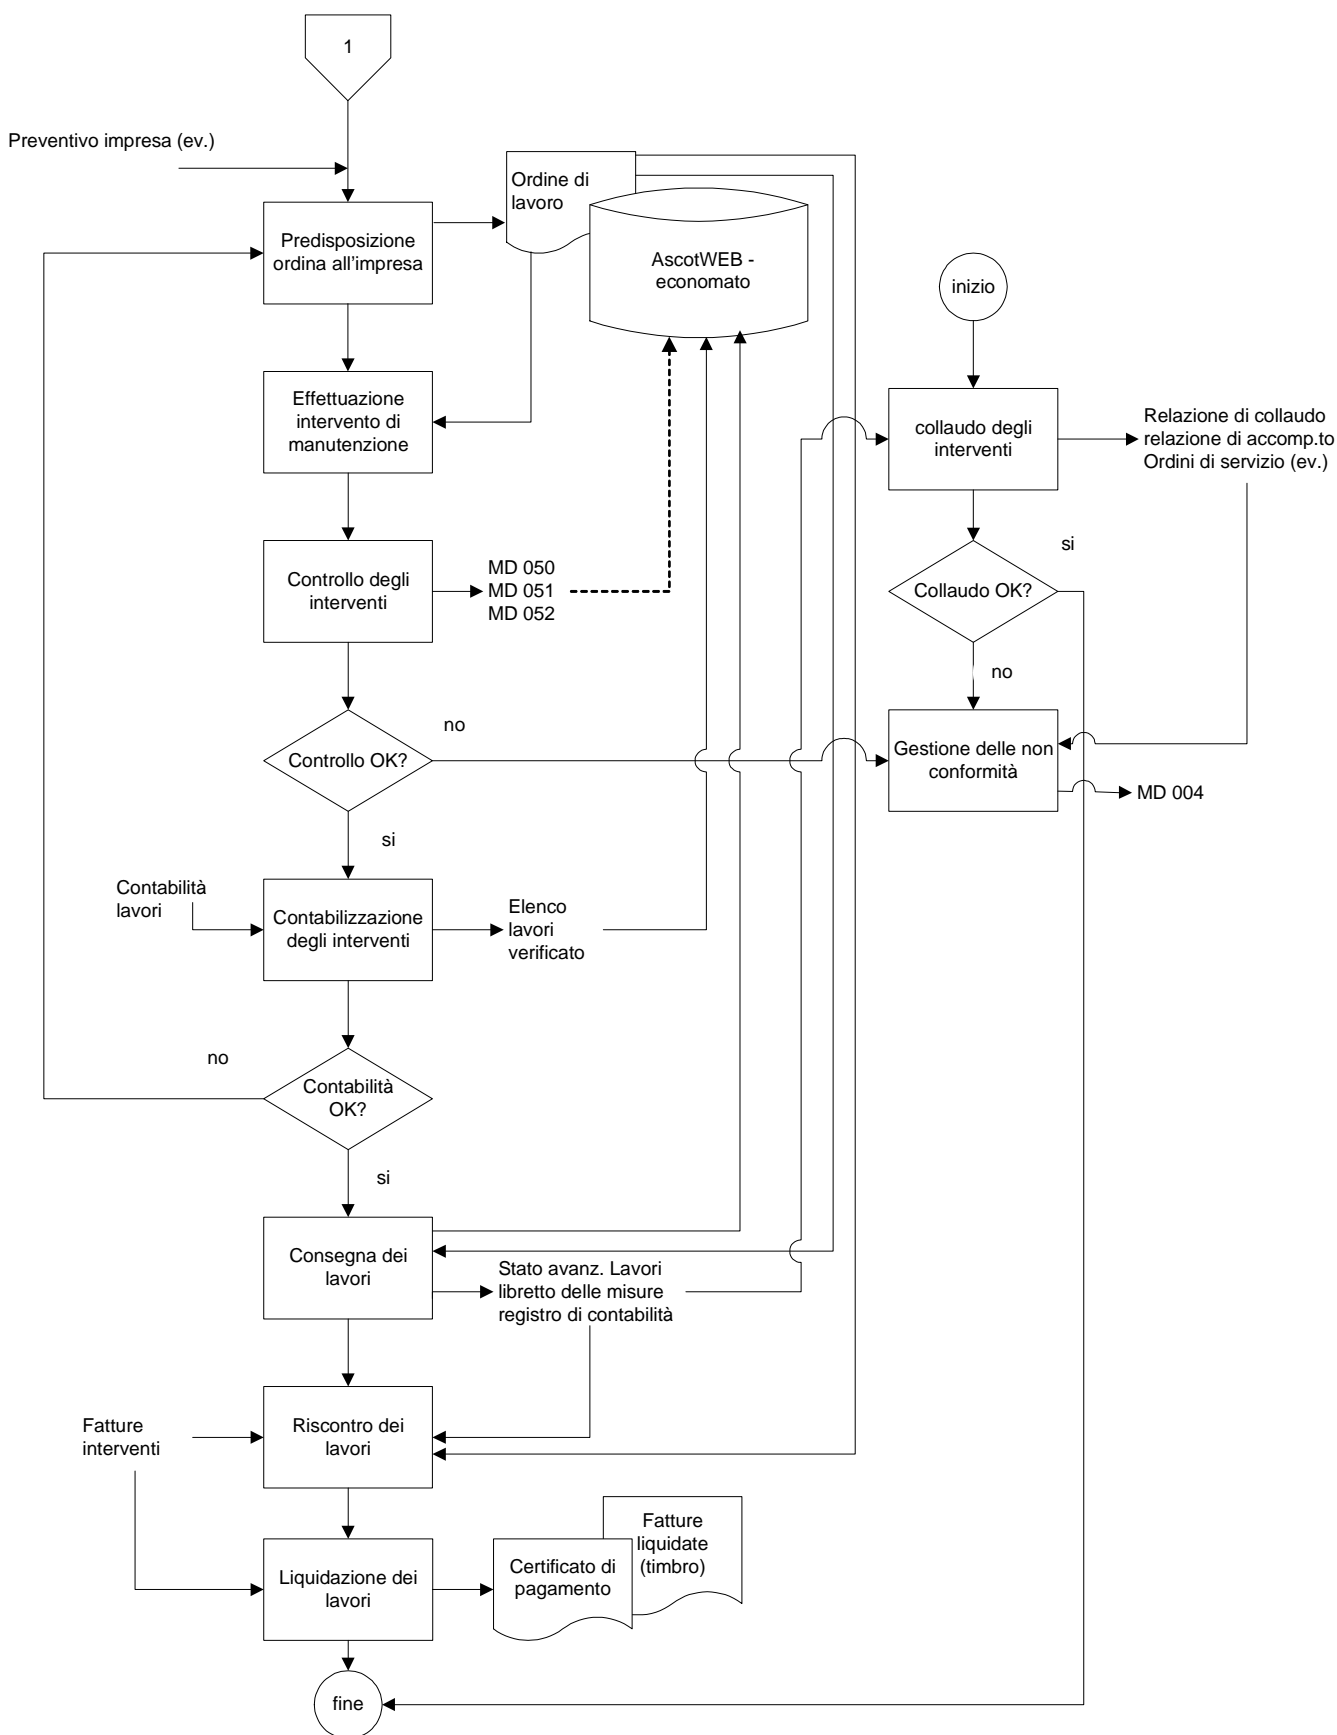 1
Preventivo impresa (ev.)
Ordine di
lavoro
Predisposizione
ordina all'impresa
AscotWEB -
economato
inizio
Effettuazione
intervento di
manutenzione
collaudo degli
interventi
Relazione di collaudo
relazione di accomp.to
Ordini di servizio (ev.)
si
Controllo degli
interventi
MD 050
MD 051
MD 052
Collaudo OK?
no
no
Controllo OK?
Gestione delle non
conformità
MD 004
si
Contabilità
lavori
Contabilizzazione
degli interventi
Elenco
lavori
verificato
no
Contabilità
OK?
si
Consegna dei
lavori
Stato avanz. Lavori
libretto delle misure
registro di contabilità
Fatture
interventi
Riscontro dei
lavori
Fatture
liquidate
(timbro)
Certificato di
pagamento
Liquidazione dei
lavori
fine